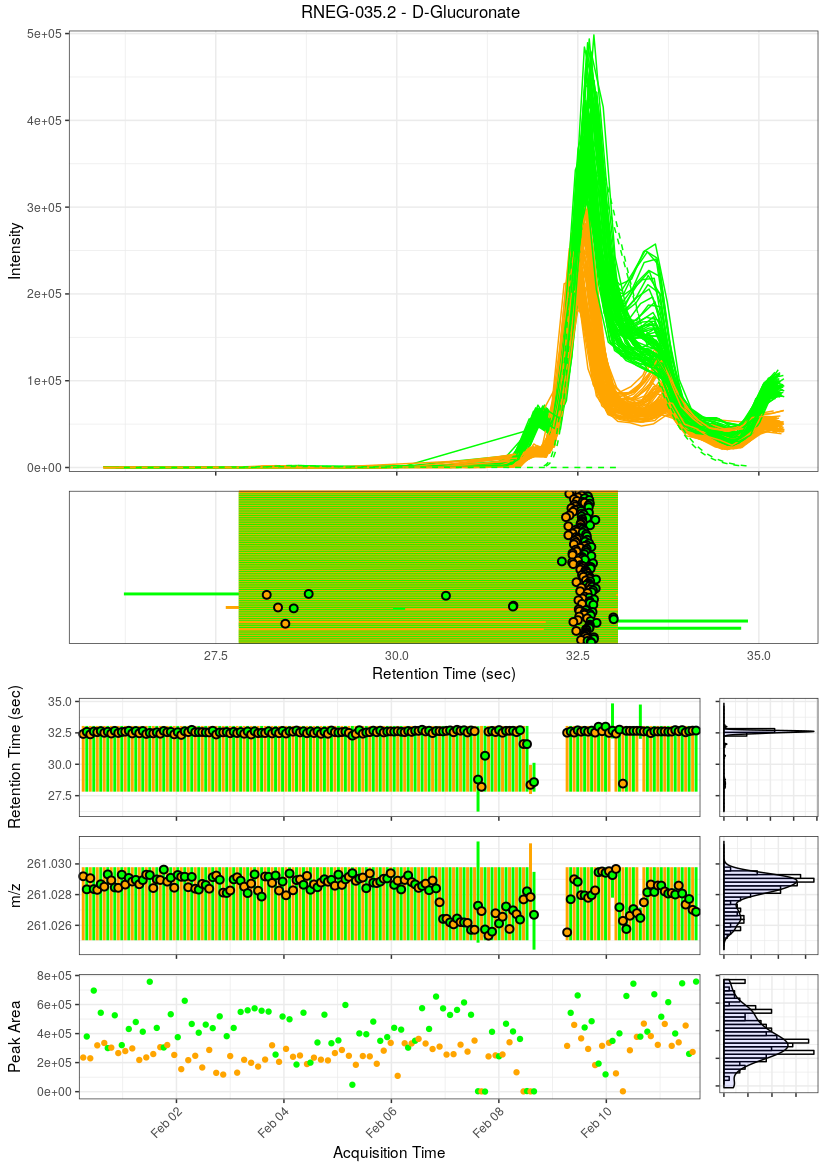 RNEG-035.2 - D-Glucuronate
5e+05
4e+05
3e+05
2e+05
1e+05
0e+00
Intensity
27.5 30.0 32.5 35.0
Retention Time (sec)
35.0
32.5
30.0
27.5
Retention Time (sec)
261.030
261.028
261.026
m/z
8e+05
6e+05
4e+05
2e+05
0e+00
Peak Area
Feb 02 Feb 04 Feb 06 Feb 08 Feb 10
Acquisition Time